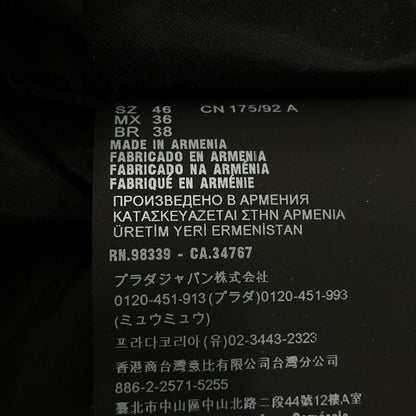 SZ 46 CN 175/92 A
MX 36
BR 38
MADE IN ARMENIA
FABRICADO EN ARMENIA
FABRICADO NA ARMÉNIA
FABRIQUÉ EN ARMÉNIE
ПРОИЗВЕДЕНО В АРМЕНИЯ
ΚΑΤΑΣΚΕΥΑΖΕΤΑΙ ΣΤΗΝ ΑΡΜΕΝΙΑ
ÜRETİM YERİ ERMENİSTAN
RN.98339 - CA.34767
プラダジャパン株式会社
0120-451-913 (プラダ)0120-451-993
(ミュウミュウ)
프라다코리아 (유)02-3443-2323
香港商台灣意比有限公司台灣分公司
886-2-2571-5255
臺北市中山區中山北路二段44號12樓A室